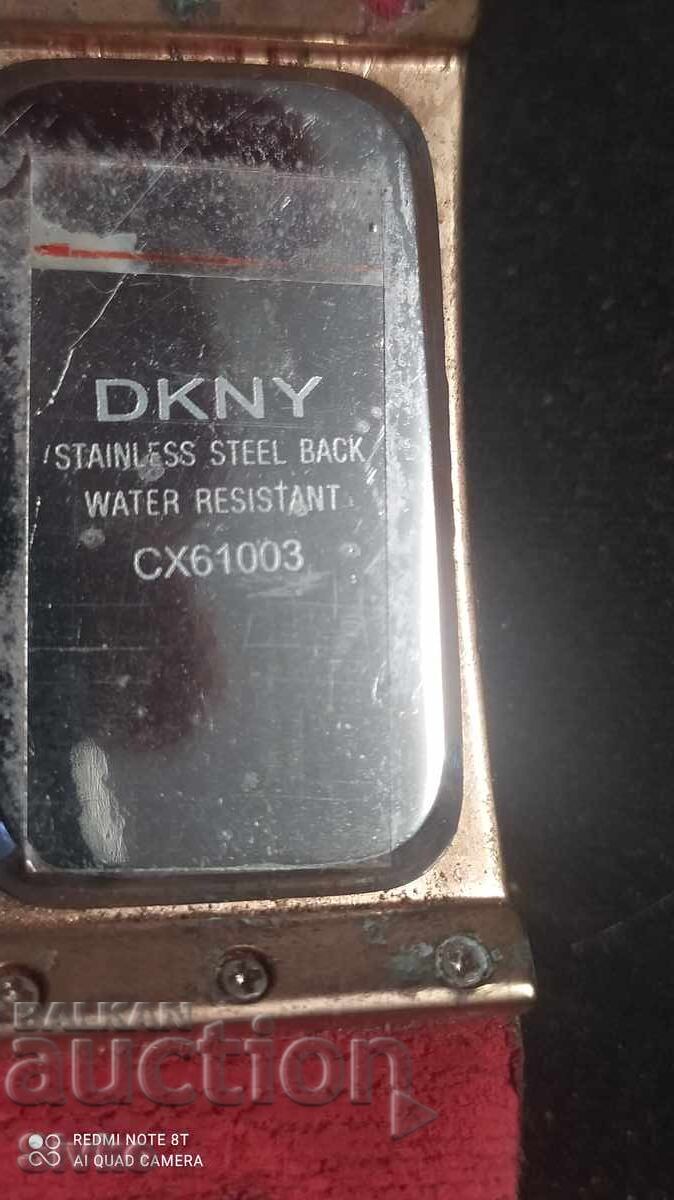 DKNY
STAINLESS STEEL BACK
WATER RESISTANT
CX61003
BALKAN
auction
REDMI NOTE 8T
AI QUAD CAMERA